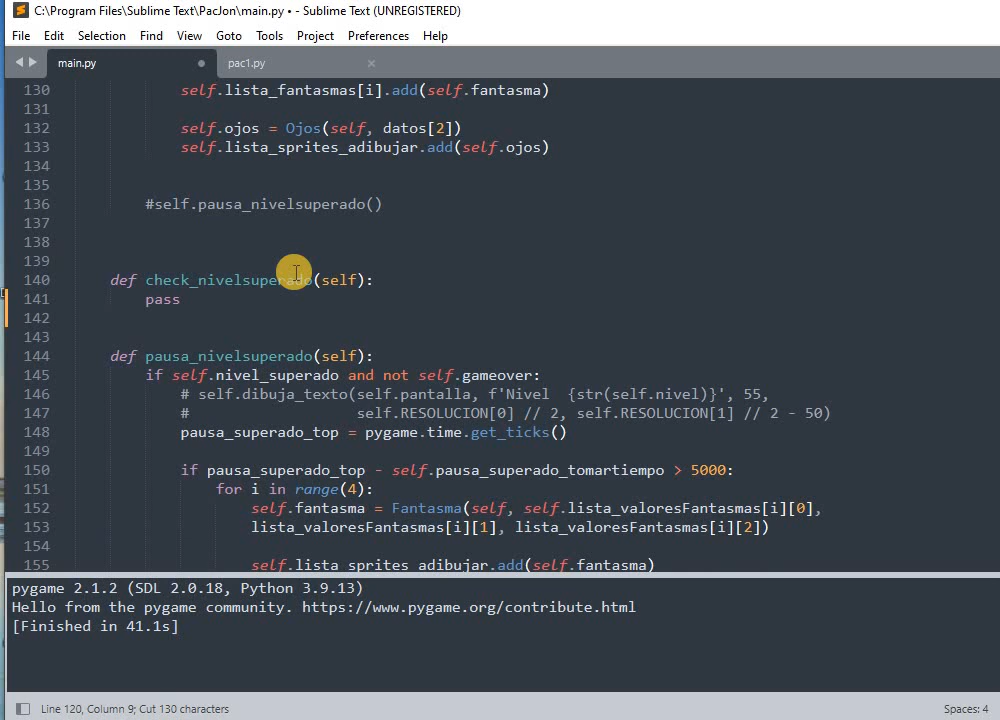 C:\Program Files\Sublime Text\PacJon\main.py • - Sublime Text (UNREGISTERED)
File Edit Selection Find View Goto Tools Project Preferences Help
main.py pac1.py
130 self.lista_fantasmas[i].add(self.fantasma)
131
132 self.ojos = Ojos(self, datos[2])
133 self.lista_sprites_adibujar.add(self.ojos)
134
135
136 #self.pausa_nivelsuperado()
137
138
139
140 def check_nivelsuperado(self):
141 pass
142
143
144 def pausa_nivelsuperado(self):
145 if self.nivel_superado and not self.gameover:
146 # self.dibuja_texto(self.pantalla, f'Nivel  {str(self.nivel)}', 55,
147 # self.RESOLUCION[0] // 2, self.RESOLUCION[1] // 2 - 50)
148 pausa_superado_top = pygame.time.get_ticks()
149
150 if pausa_superado_top - self.pausa_superado_tomartiempo > 5000:
151 for i in range(4):
152 self.fantasma = Fantasma(self, self.lista_valoresFantasmas[i][0],
153 lista_valoresFantasmas[i][1], lista_valoresFantasmas[i][2])
154
155 self.lista_sprites_adibujar.add(self.fantasma)
pygame 2.1.2 (SDL 2.0.18, Python 3.9.13)
Hello from the pygame community. https://www.pygame.org/contribute.html
[Finished in 41.1s]
Line 120, Column 9; Cut 130 characters Spaces: 4